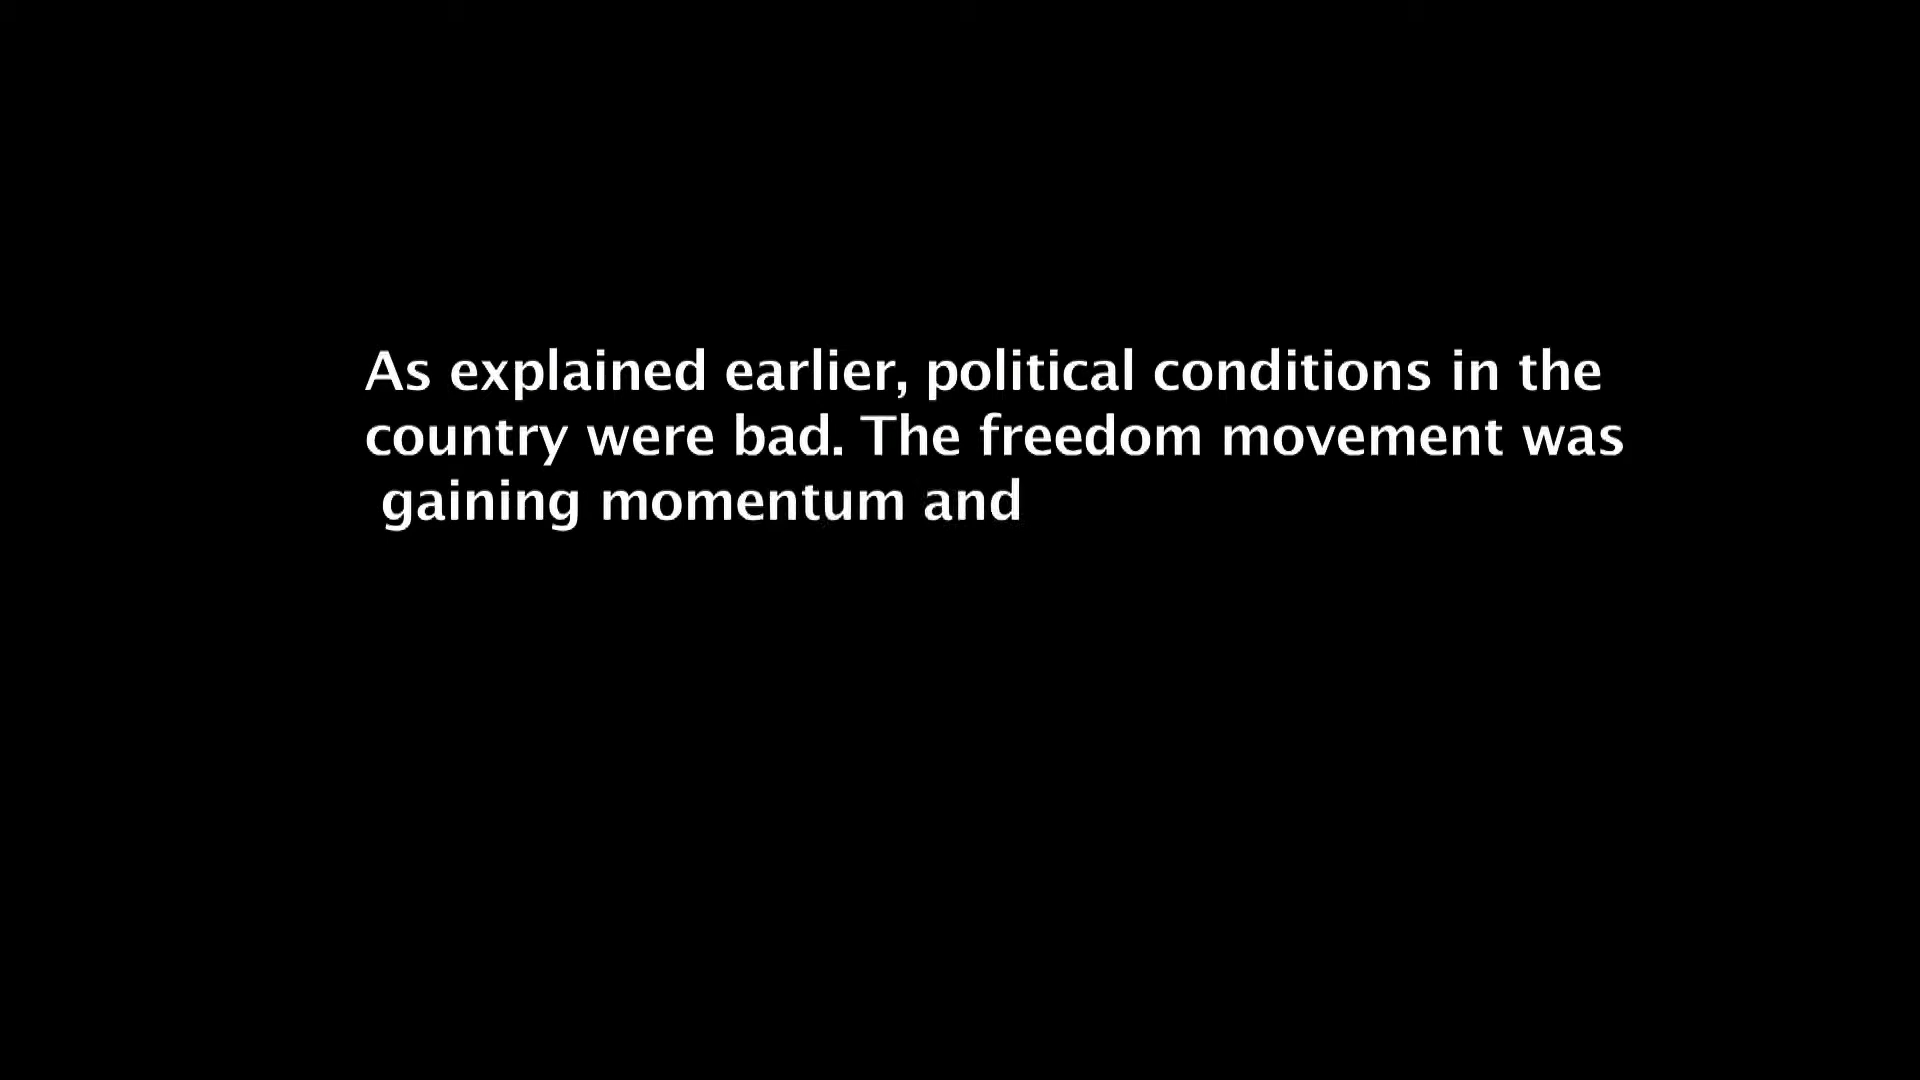 As explained earlier, political conditions in the
country were bad. The freedom movement was
gaining momentum and